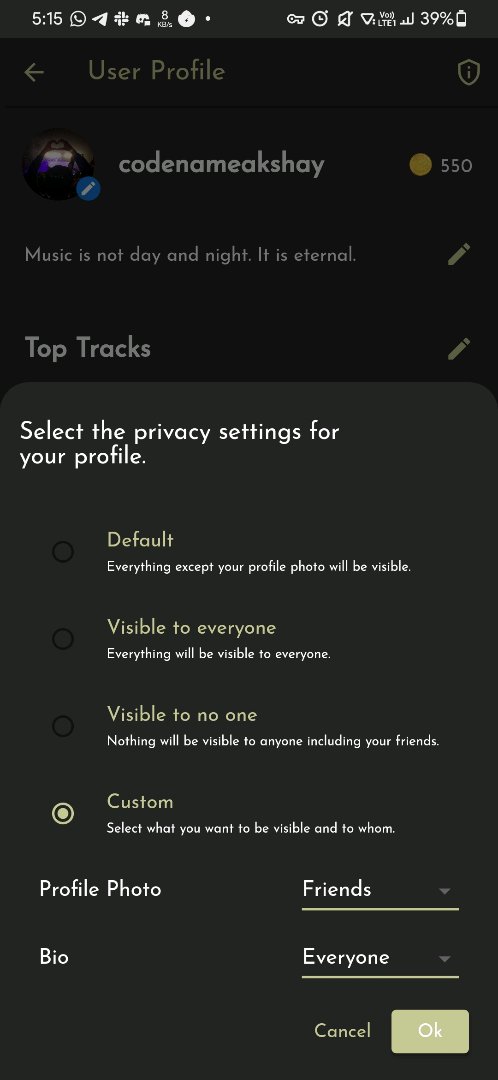 5:15 8 KB/s Vo)) LTE1 39%
User Profile
codenameakshay 550
Music is not day and night. It is eternal.
Top Tracks
Select the privacy settings for
your profile.
Default
Everything except your profile photo will be visible.
Visible to everyone
Everything will be visible to everyone.
Visible to no one
Nothing will be visible to anyone including your friends.
Custom
Select what you want to be visible and to whom.
Profile Photo Friends
Bio Everyone
Cancel Ok